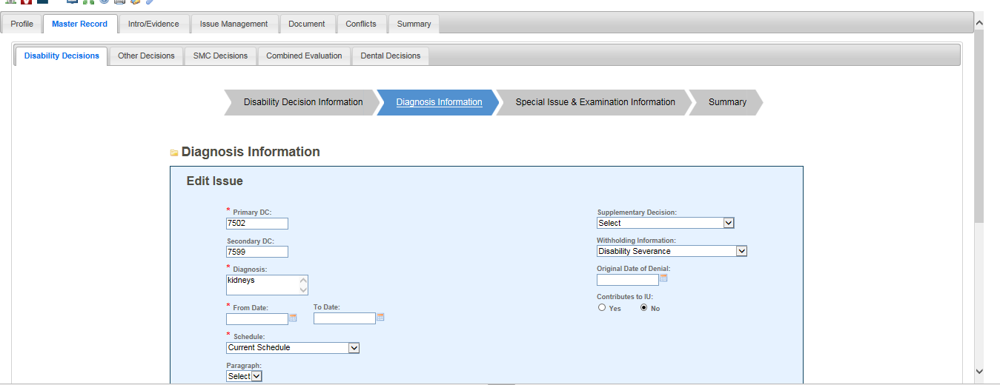 Profile Master Record Intro/Evidence Issue Management Document Conflicts Summary
Disability Decisions Other Decisions SMC Decisions Combined Evaluation Dental Decisions
Disability Decision Information Diagnosis Information Special Issue & Examination Information Summary
Diagnosis Information
Edit Issue
* Primary DC:
7502
Secondary DC:
7599
* Diagnosis:
kidneys
* From Date: To Date:
* Schedule:
Current Schedule
Paragraph:
Select
Supplementary Decision:
Select
Withholding Information:
Disability Severance
Original Date of Denial:
Contributes to IU:
Yes No